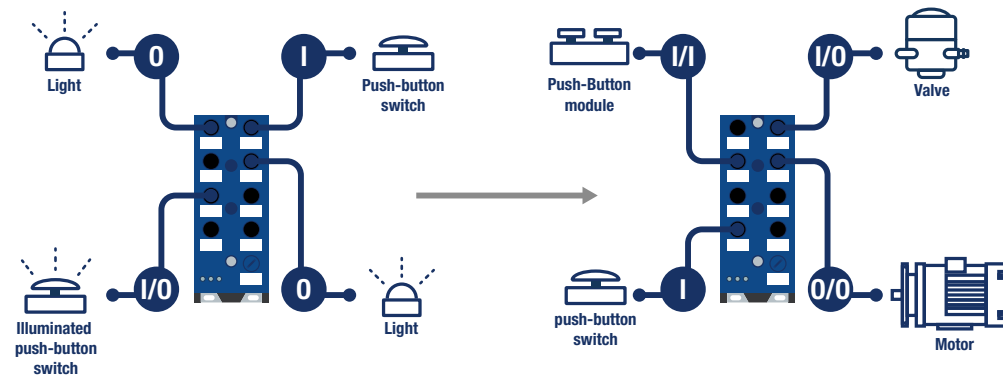 O
I
Light
Push-button
switch
I/O
O
Illuminated
push-button
switch
Light
I/I
I/O
Push-Button
module
Valve
I
O/O
push-button
switch
Motor